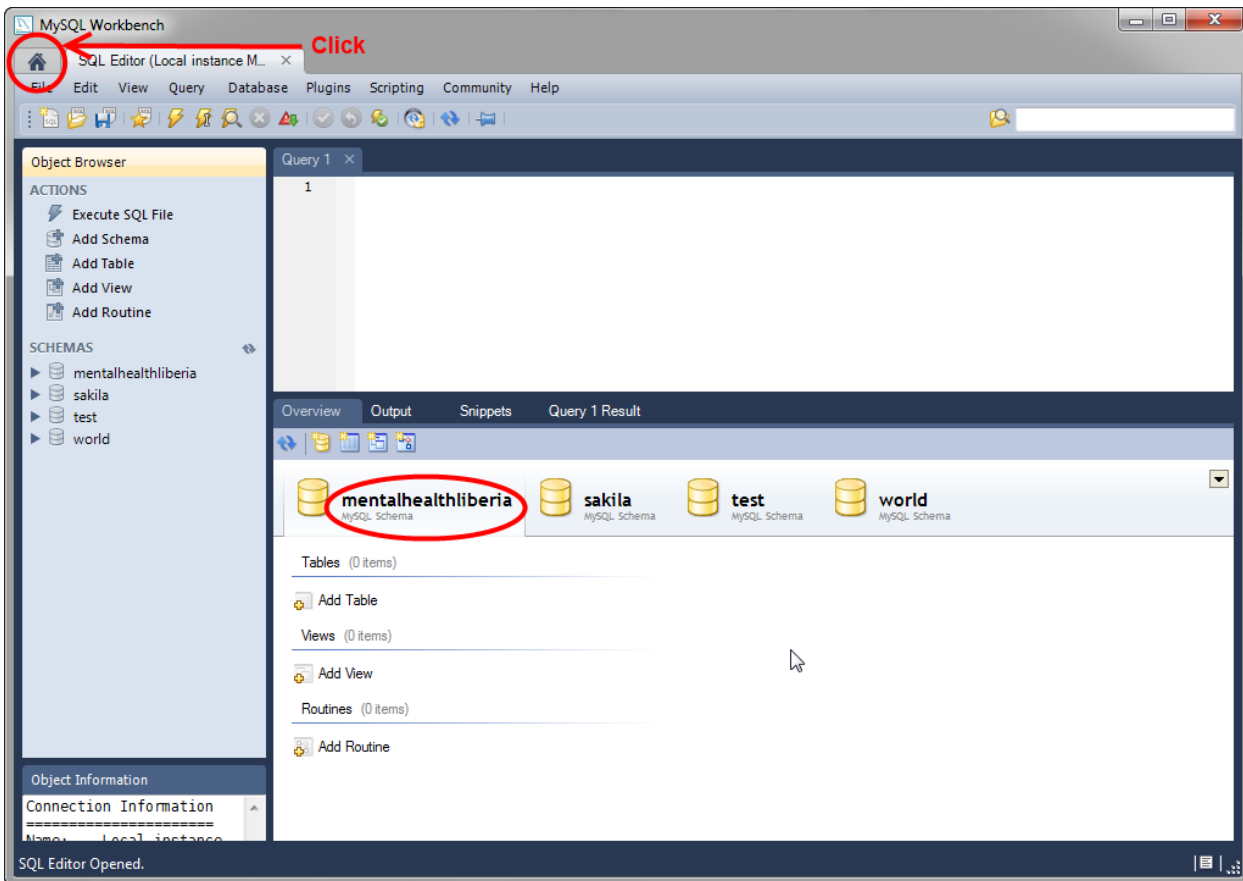 MySQL Workbench
Click
SQL Editor (Local instance M...
File Edit View Query Database Plugins Scripting Community Help
Object Browser
Query 1
ACTIONS
1
Execute SQL File
Add Schema
Add Table
Add View
Add Routine
SCHEMAS
mentalhealthliberia
sakila
test
world
Overview Output Snippets Query 1 Result
mentalhealthliberia sakila test world
MySQL Schema MySQL Schema MySQL Schema MySQL Schema
Tables (0 items)
Add Table
Views (0 items)
Add View
Routines (0 items)
Add Routine
Object Information
Connection Information
======================
Name: Local instance
SQL Editor Opened.